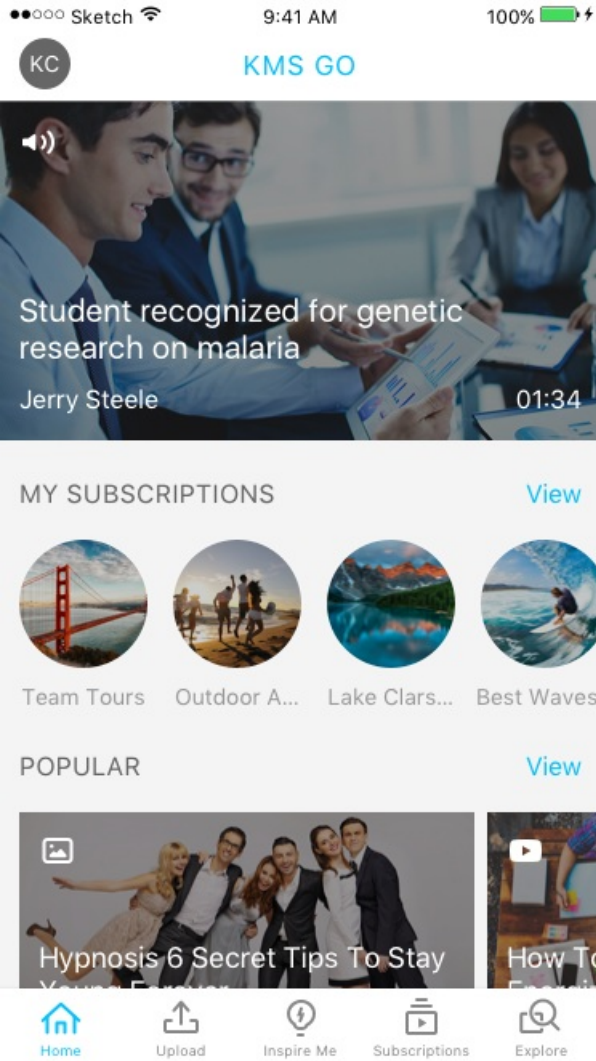 Sketch 9:41 AM 100%
KC KMS GO
Student recognized for genetic
research on malaria
Jerry Steele 01:34
MY SUBSCRIPTIONS View
Team Tours Outdoor A... Lake Clars... Best Waves
POPULAR View
Hypnosis 6 Secret Tips To Stay How To
Young Forever
Home Upload Inspire Me Subscriptions Explore